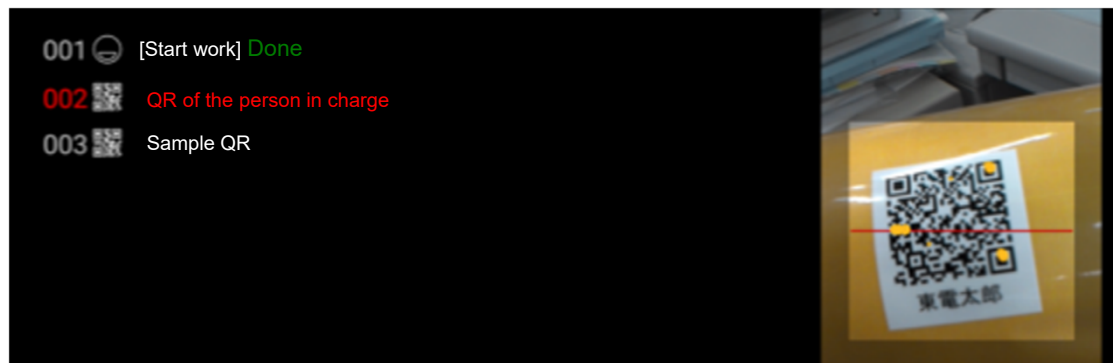 001 [Start work] Done
002 QR of the person in charge
003 Sample QR
東電太郎